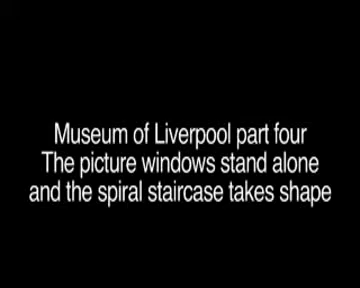 Museum of Liverpool part four
The picture windows stand alone
and the spiral staircase takes shape